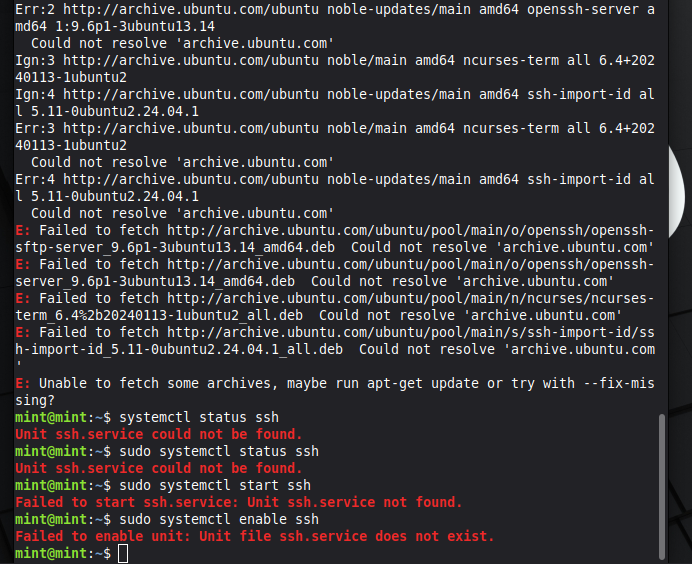 Err:2 http://archive.ubuntu.com/ubuntu noble-updates/main amd64 openssh-server a
md64 1:9.6p1-3ubuntu13.14
  Could not resolve 'archive.ubuntu.com'
Ign:3 http://archive.ubuntu.com/ubuntu noble/main amd64 ncurses-term all 6.4+202
40113-1ubuntu2
Ign:4 http://archive.ubuntu.com/ubuntu noble-updates/main amd64 ssh-import-id al
l 5.11-0ubuntu2.24.04.1
Err:3 http://archive.ubuntu.com/ubuntu noble/main amd64 ncurses-term all 6.4+202
40113-1ubuntu2
  Could not resolve 'archive.ubuntu.com'
Err:4 http://archive.ubuntu.com/ubuntu noble-updates/main amd64 ssh-import-id al
l 5.11-0ubuntu2.24.04.1
  Could not resolve 'archive.ubuntu.com'
E: Failed to fetch http://archive.ubuntu.com/ubuntu/pool/main/o/openssh/openssh-
sftp-server_9.6p1-3ubuntu13.14_amd64.deb  Could not resolve 'archive.ubuntu.com'
E: Failed to fetch http://archive.ubuntu.com/ubuntu/pool/main/o/openssh/openssh-
server_9.6p1-3ubuntu13.14_amd64.deb  Could not resolve 'archive.ubuntu.com'
E: Failed to fetch http://archive.ubuntu.com/ubuntu/pool/main/n/ncurses/ncurses-
term_6.4%2b20240113-1ubuntu2_all.deb  Could not resolve 'archive.ubuntu.com'
E: Failed to fetch http://archive.ubuntu.com/ubuntu/pool/main/s/ssh-import-id/ss
h-import-id_5.11-0ubuntu2.24.04.1_all.deb  Could not resolve 'archive.ubuntu.com
'
E: Unable to fetch some archives, maybe run apt-get update or try with --fix-mis
sing?
mint@mint:~$ systemctl status ssh
Unit ssh.service could not be found.
mint@mint:~$ sudo systemctl status ssh
Unit ssh.service could not be found.
mint@mint:~$ sudo systemctl start ssh
Failed to start ssh.service: Unit ssh.service not found.
mint@mint:~$ sudo systemctl enable ssh
Failed to enable unit: Unit file ssh.service does not exist.
mint@mint:~$